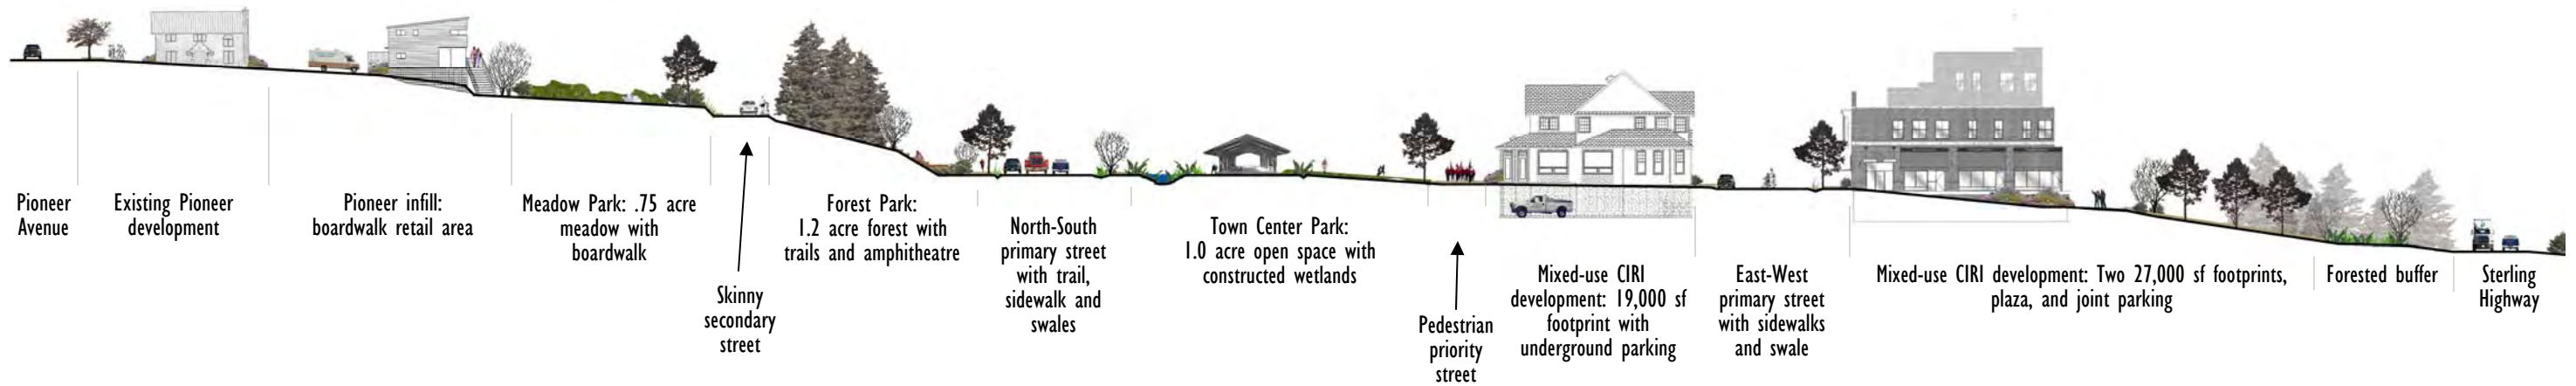 Pioneer
Avenue
Existing Pioneer
development
Pioneer infill:
boardwalk retail area
Meadow Park: .75 acre
meadow with
boardwalk
Skinny
secondary
street
Forest Park:
1.2 acre forest with
trails and amphitheatre
North-South
primary street
with trail,
sidewalk and
swales
Town Center Park:
1.0 acre open space with
constructed wetlands
Pedestrian
priority
street
Mixed-use CIRI
development: 19,000 sf
footprint with
underground parking
East-West
primary street
with sidewalks
and swale
Mixed-use CIRI development: Two 27,000 sf footprints,
plaza, and joint parking
Forested buffer
Sterling
Highway